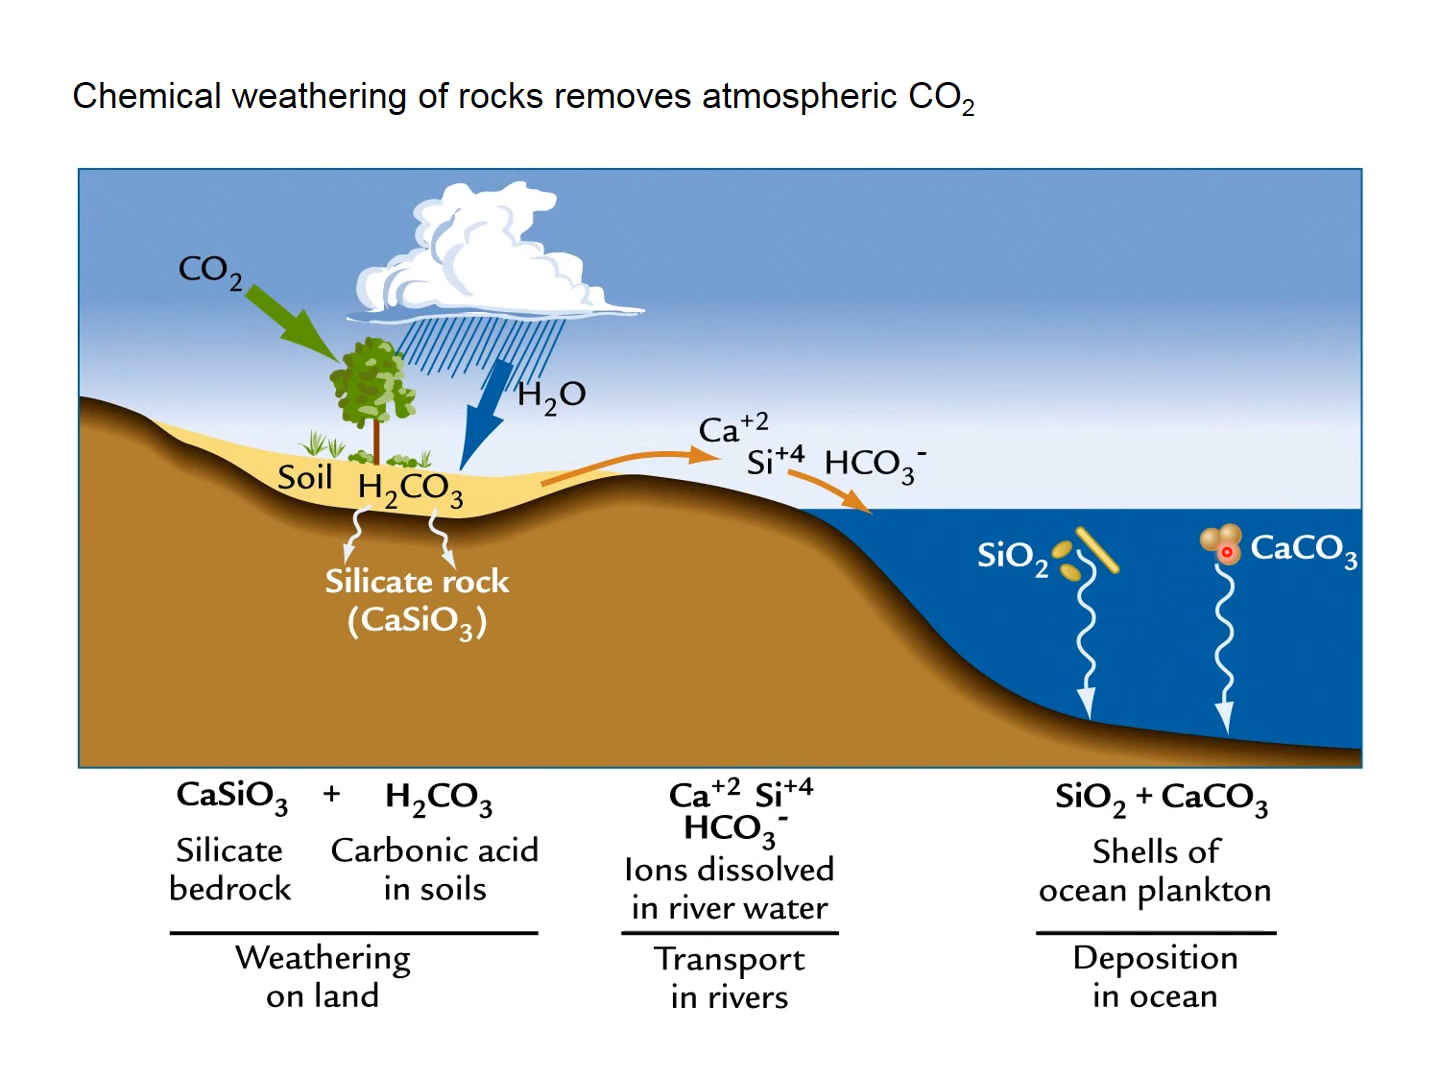 Chemical weathering of rocks removes atmospheric CO₂
CO₂
H₂O
Ca⁺²
Si⁺⁴ HCO₃⁻
Soil H₂CO₃
SiO₂
CaCO₃
Silicate rock
(CaSiO₃)
CaSiO₃ + H₂CO₃
Silicate
bedrock
Carbonic acid
in soils
Weathering
on land
Ca⁺² Si⁺⁴
HCO₃⁻
Ions dissolved
in river water
Transport
in rivers
SiO₂ + CaCO₃
Shells of
ocean plankton
Deposition
in ocean